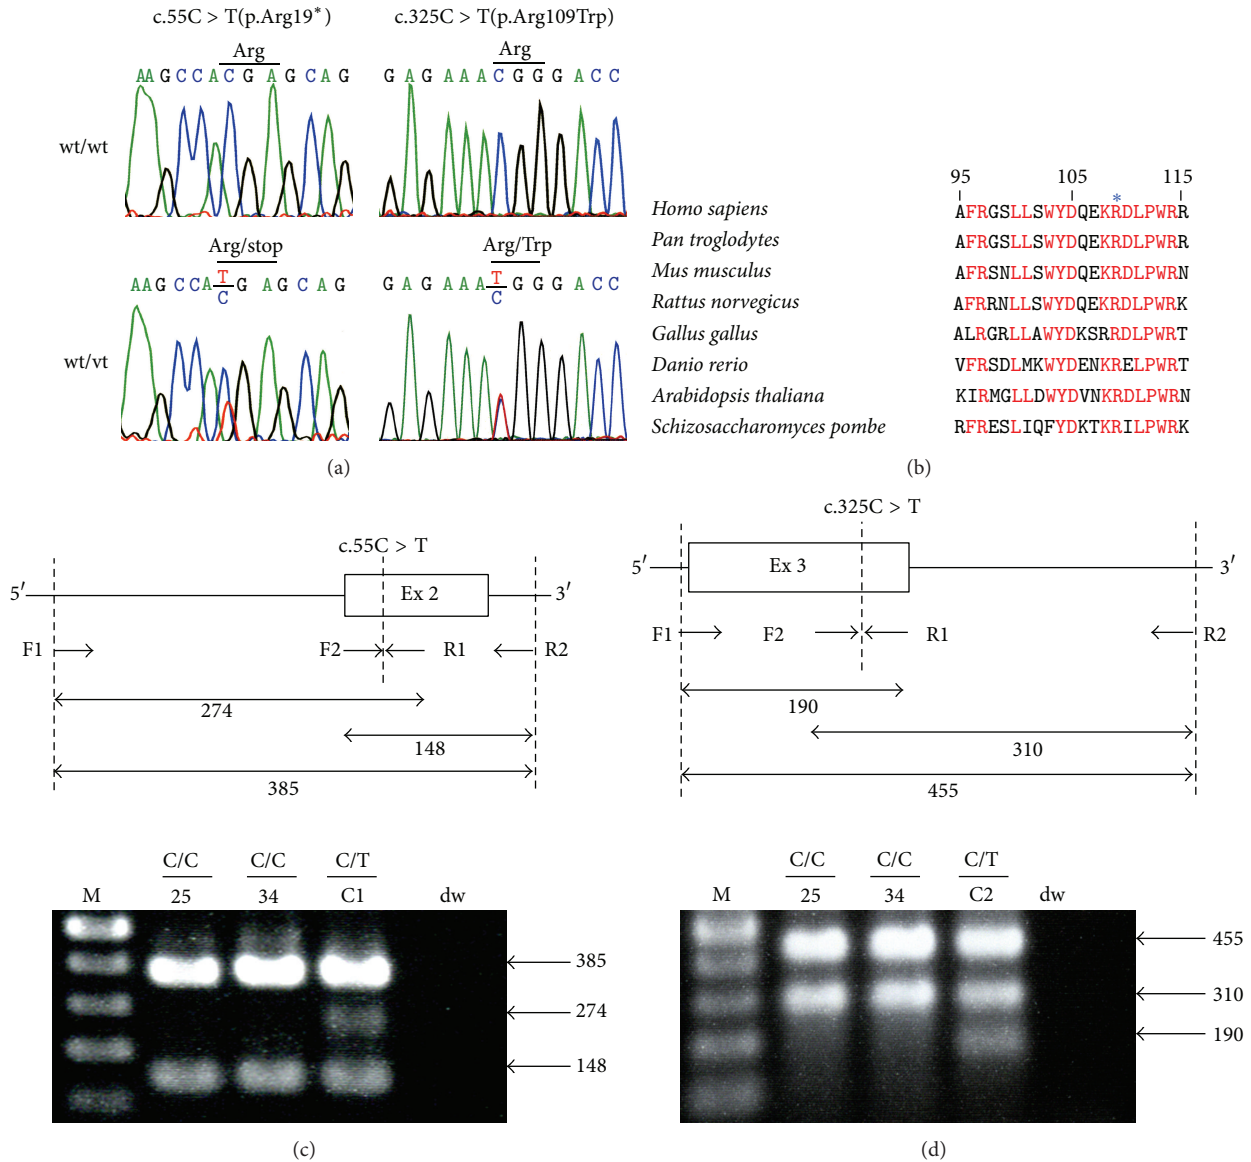 c.55C > T(p.Arg19*)
c.325C > T(p.Arg109Trp)
Arg
Arg
AAGCCACGAGCAG
GAGAAACGGGACC
wt/wt
Arg/stop
Arg/Trp
AAGCCAT/CGAGCAG
GAGAAAT/CGGGACC
wt/vt
(a)
95 105 115
*
Homo sapiens AFRGSLLSWYDQEKRDLPWRR
Pan troglodytes AFRGSLLSWYDQEKRDLPWRR
Mus musculus AFRSNLLSWYDQEKRDLPWRN
Rattus norvegicus AFRRNLLSWYDQEKRDLPWRK
Gallus gallus ALRGRLLAWYDKSRRDLPWRT
Danio rerio VFRSDLMKWYDENKRELPWRT
Arabidopsis thaliana KIRMGLLDWYDVNKRDLPWRN
Schizosaccharomyces pombe RFRESLIQFYDKTKRILPWRK
(b)
c.55C > T
5′ Ex 2 3′
F1 F2 R1 R2
274
148
385
C/C C/C C/T
M 25 34 C1 dw
385
274
148
(c)
c.325C > T
5′ Ex 3 3′
F1 F2 R1 R2
190
310
455
C/C C/C C/T
M 25 34 C2 dw
455
310
190
(d)